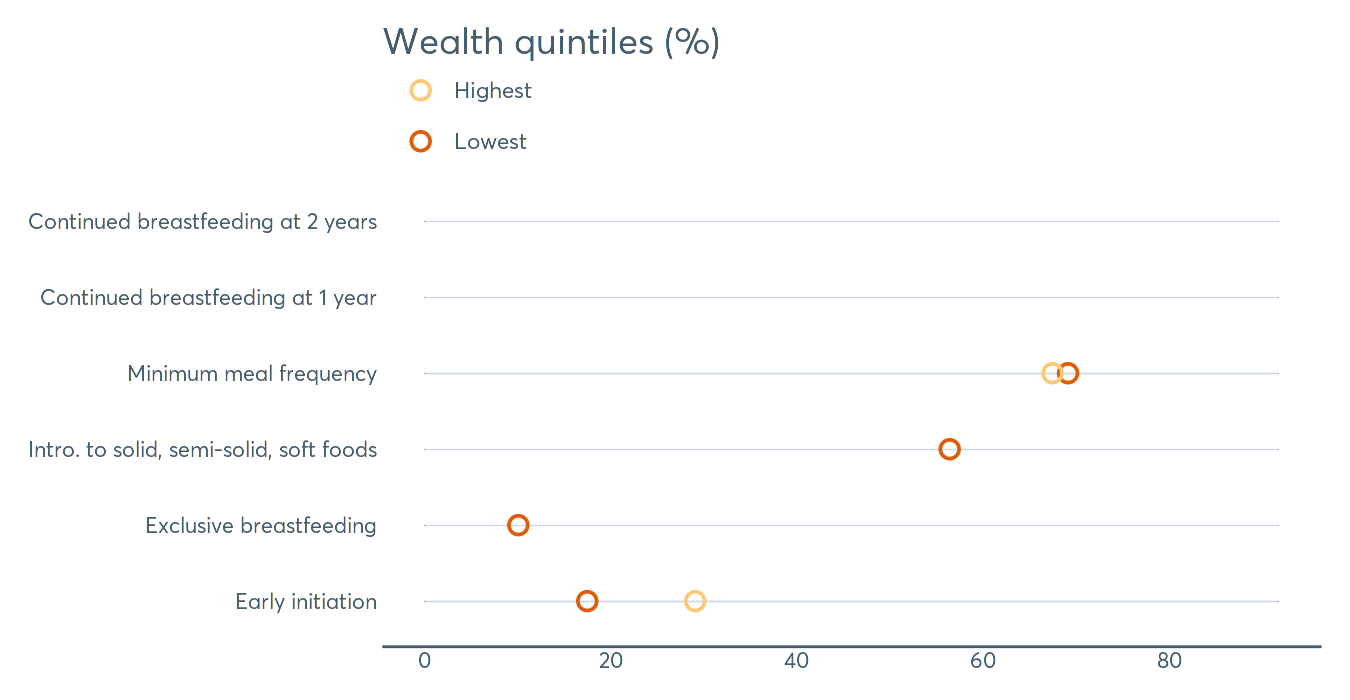 Wealth quintiles (%)
Highest
Lowest
Continued breastfeeding at 2 years
Continued breastfeeding at 1 year
Minimum meal frequency
Intro. to solid, semi-solid, soft foods
Exclusive breastfeeding
Early initiation
0 20 40 60 80